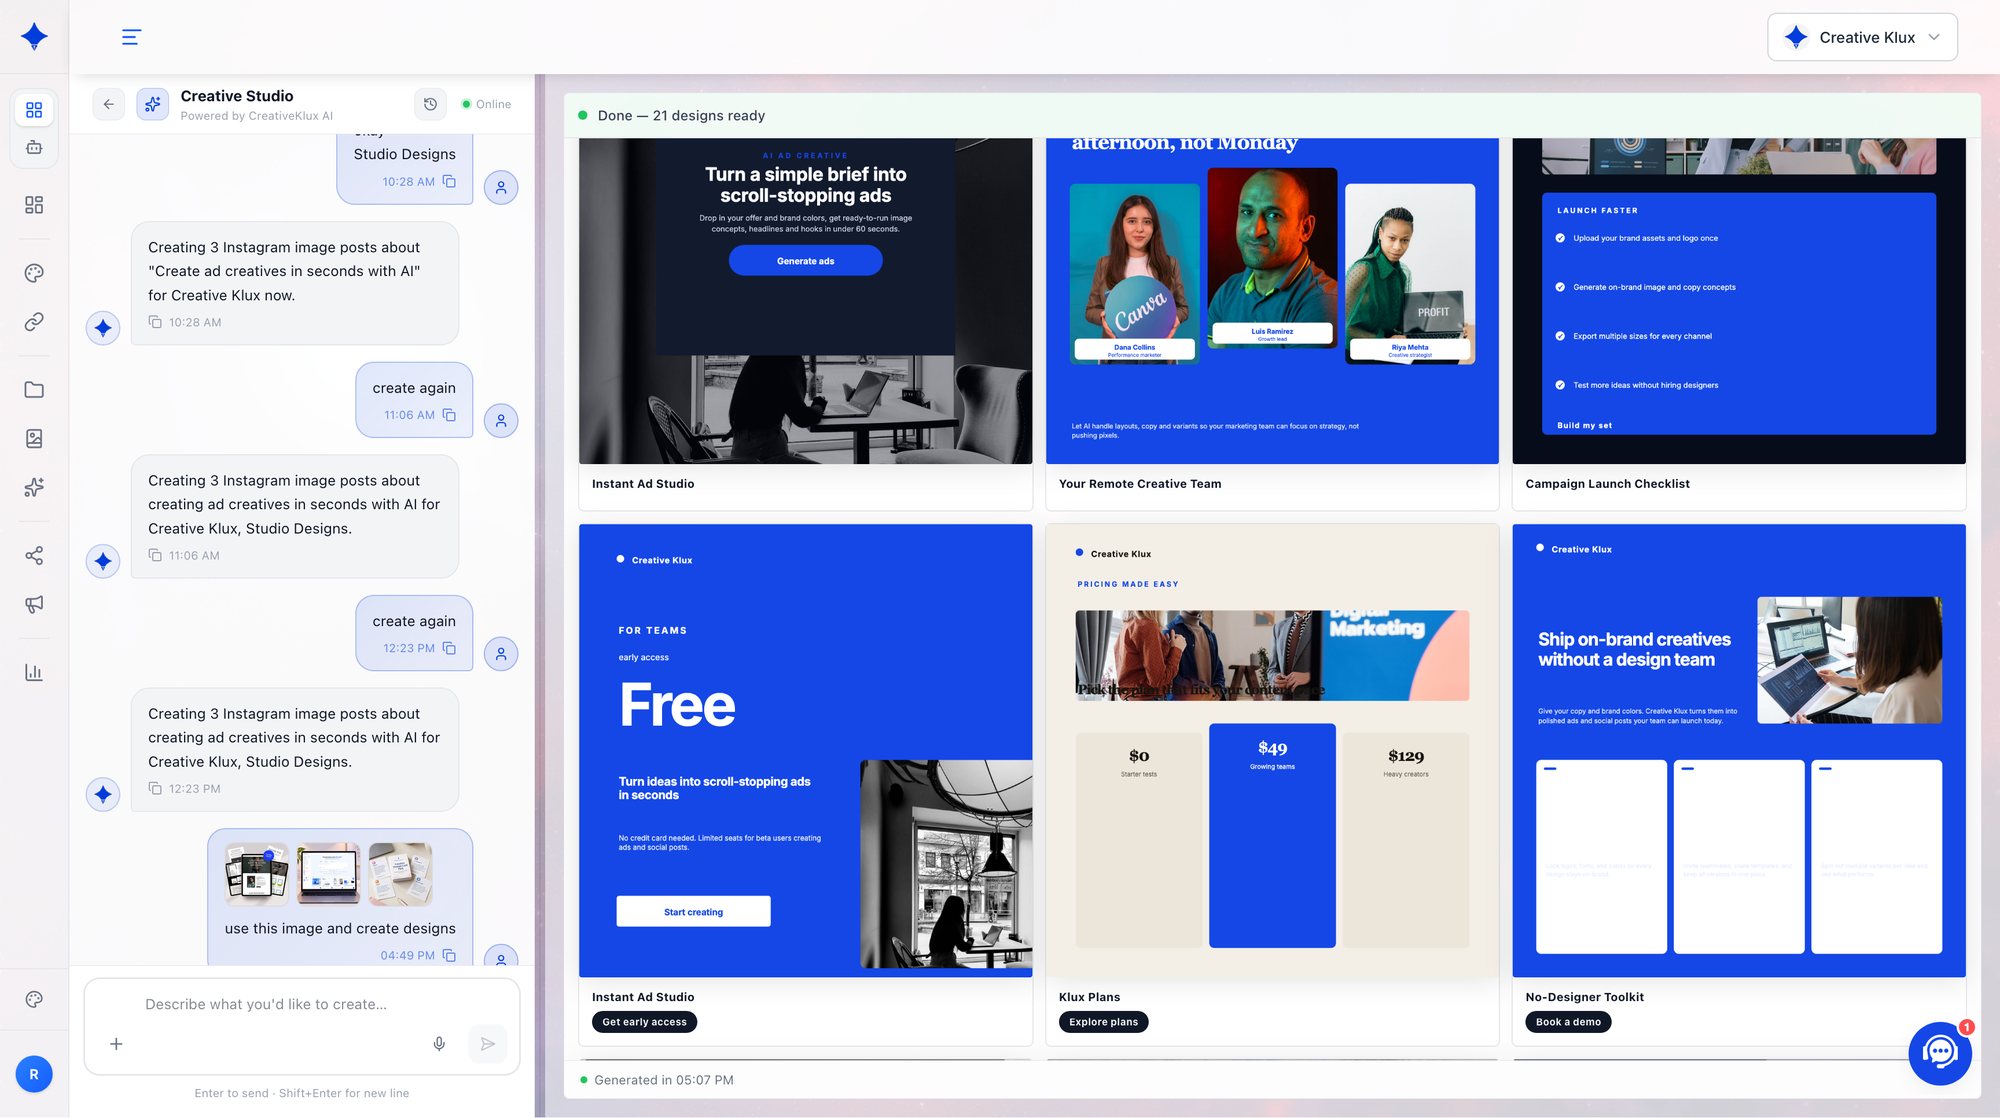 Creative Klux
Creative Studio
Powered by CreativeKlux AI
Online
Studio Designs
10:28 AM
Creating 3 Instagram image posts about
"Create ad creatives in seconds with AI"
for Creative Klux now.
10:28 AM
create again
11:06 AM
Creating 3 Instagram image posts about
creating ad creatives in seconds with AI for
Creative Klux, Studio Designs.
11:06 AM
create again
12:23 PM
Creating 3 Instagram image posts about
creating ad creatives in seconds with AI for
Creative Klux, Studio Designs.
12:23 PM
use this image and create designs
04:49 PM
Describe what you'd like to create...
Enter to send · Shift+Enter for new line
R
Done — 21 designs ready
AI AD CREATIVE
Turn a simple brief into
scroll-stopping ads
Drop in your offer and brand colors, get ready-to-run image
concepts, headlines and hooks in under 60 seconds.
Generate ads
Instant Ad Studio
afternoon, not Monday
Canva
PROFIT
Dana Collins
Performance marketer
Luis Ramirez
Growth lead
Riya Mehta
Creative strategist
Let AI handle layouts, copy and variants so your marketing team can focus on strategy, not
pushing pixels.
Your Remote Creative Team
LAUNCH FASTER
Upload your brand assets and logo once
Generate on-brand image and copy concepts
Export multiple sizes for every channel
Test more ideas without hiring designers
Build my set
Campaign Launch Checklist
Creative Klux
FOR TEAMS
early access
Free
Turn ideas into scroll-stopping ads
in seconds
No credit card needed. Limited seats for beta users creating
ads and social posts.
Start creating
Instant Ad Studio
Get early access
Creative Klux
PRICING MADE EASY
Digital
Marketing
Pick the plan that fits your content pace
$0
Starter tests
$49
Growing teams
$129
Heavy creators
Klux Plans
Explore plans
Creative Klux
Ship on-brand creatives
without a design team
Give your copy and brand colors. Creative Klux turns them into
polished ads and social posts your team can launch today.
No-Designer Toolkit
Book a demo
1
Generated in 05:07 PM